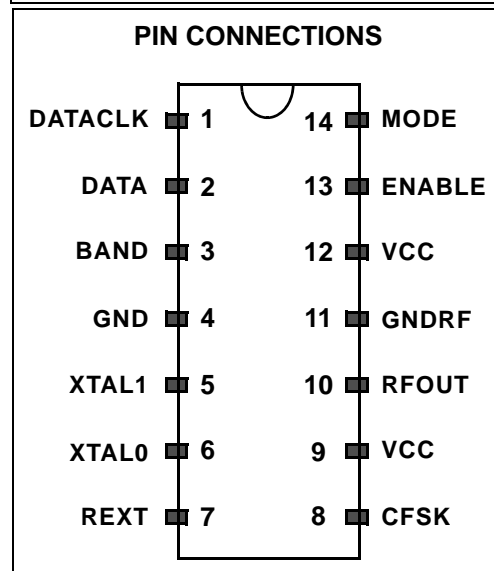 PIN CONNECTIONS
DATACLK 1 14 MODE
DATA 2 13 ENABLE
BAND 3 12 VCC
GND 4 11 GNDRF
XTAL1 5 10 RFOUT
XTAL0 6 9 VCC
REXT 7 8 CFSK